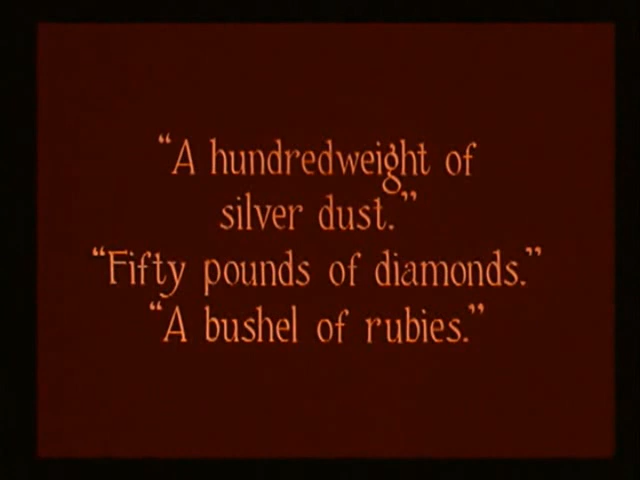 “A hundredweight of
silver dust.”
“Fifty pounds of diamonds.”
“A bushel of rubies.”